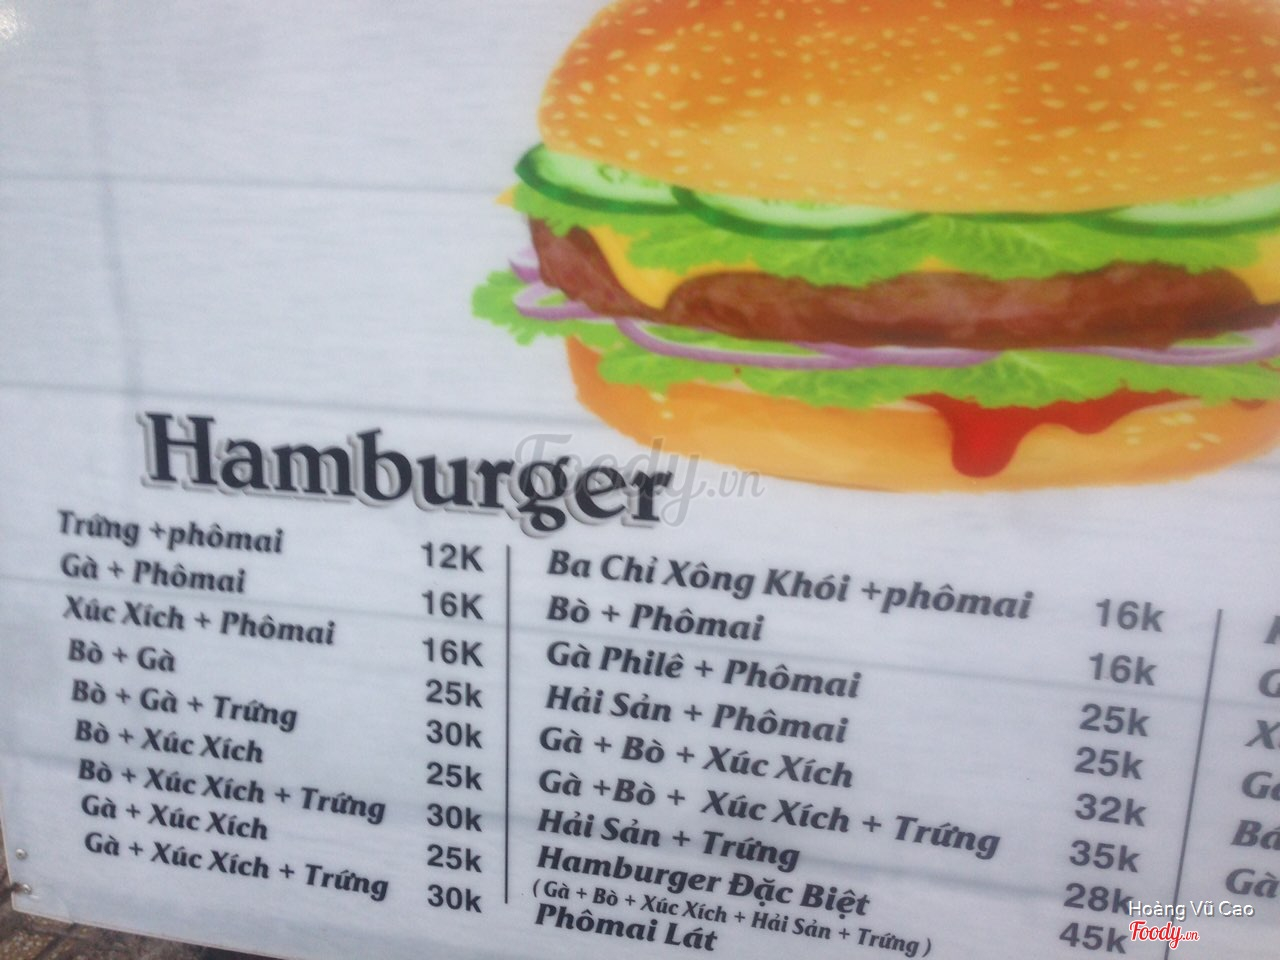 Hamburger
Trứng +phômai 12K
Gà + Phômai 16K
Xúc Xích + Phômai 16K
Bò + Gà 25k
Bò + Gà + Trứng 30k
Bò + Xúc Xích 25k
Bò + Xúc Xích + Trứng 30k
Gà + Xúc Xích 25k
Gà + Xúc Xích + Trứng 30k
Ba Chỉ Xông Khói +phômai 16k
Bò + Phômai 16k
Gà Philê + Phômai 25k
Hải Sản + Phômai 25k
Gà + Bò + Xúc Xích 32k
Gà +Bò + Xúc Xích + Trứng 35k
Hải Sản + Trứng 28k
Hamburger Đặc Biệt 45k
( Gà + Bò + Xúc Xích + Hải Sản + Trứng )
Phômai Lát
Foody.vn
Hoàng Vũ Cao
Foody.vn